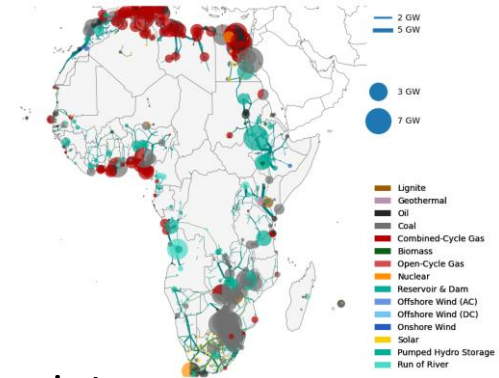 2 GW
5 GW
3 GW
7 GW
Lignite
Geothermal
Oil
Coal
Combined-Cycle Gas
Biomass
Open-Cycle Gas
Nuclear
Reservoir & Dam
Offshore Wind (AC)
Offshore Wind (DC)
Onshore Wind
Solar
Pumped Hydro Storage
Run of River